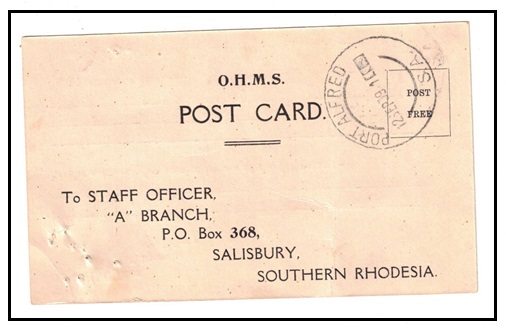 O.H.M.S.
POST CARD.
POST
FREE
PORT ALFRED
S.A.
To STAFF OFFICER,
"A" BRANCH,
P.O. Box 368,
SALISBURY,
SOUTHERN RHODESIA.